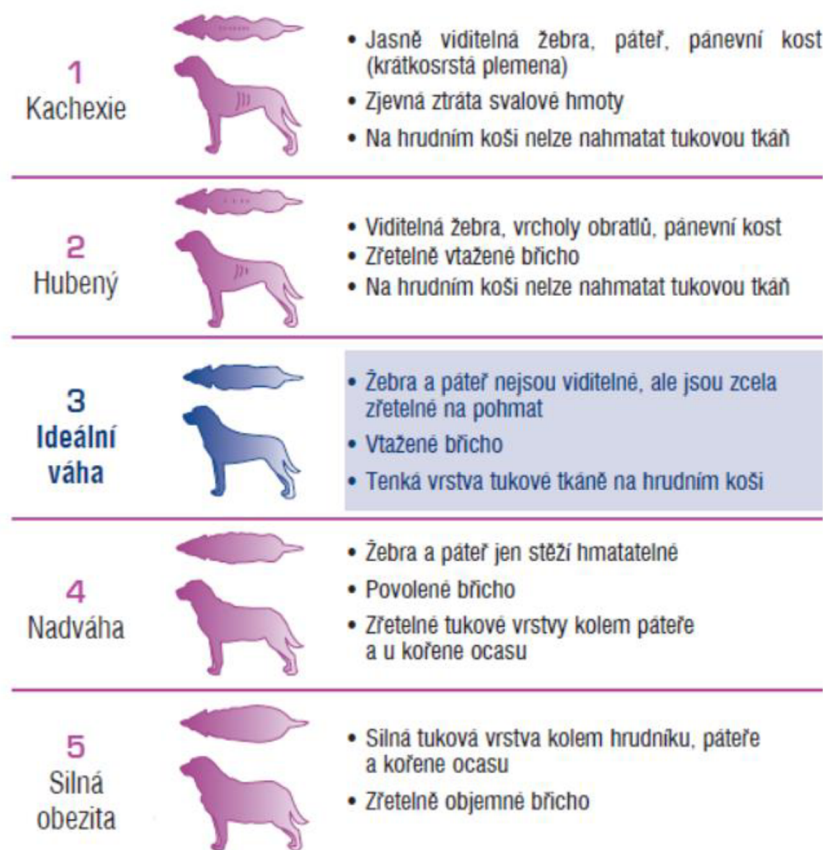 1
Kachexie
• Jasně viditelná žebra, páteř, pánevní kost
(krátkosrstá plemena)
• Zjevná ztráta svalové hmoty
• Na hrudním koši nelze nahmatat tukovou tkáň
2
Hubený
• Viditelná žebra, vrcholy obratlů, pánevní kost
• Zřetelně vtažené břicho
• Na hrudním koši nelze nahmatat tukovou tkáň
3
Ideální
váha
• Žebra a páteř nejsou viditelné, ale jsou zcela
zřetelné na pohmat
• Vtažené břicho
• Tenká vrstva tukové tkáně na hrudním koši
4
Nadváha
• Žebra a páteř jen stěží hmatatelné
• Povolené břicho
• Zřetelné tukové vrstvy kolem páteře
a u kořene ocasu
5
Silná
obezita
• Silná tuková vrstva kolem hrudníku, páteře
a kořene ocasu
• Zřetelně objemné břicho